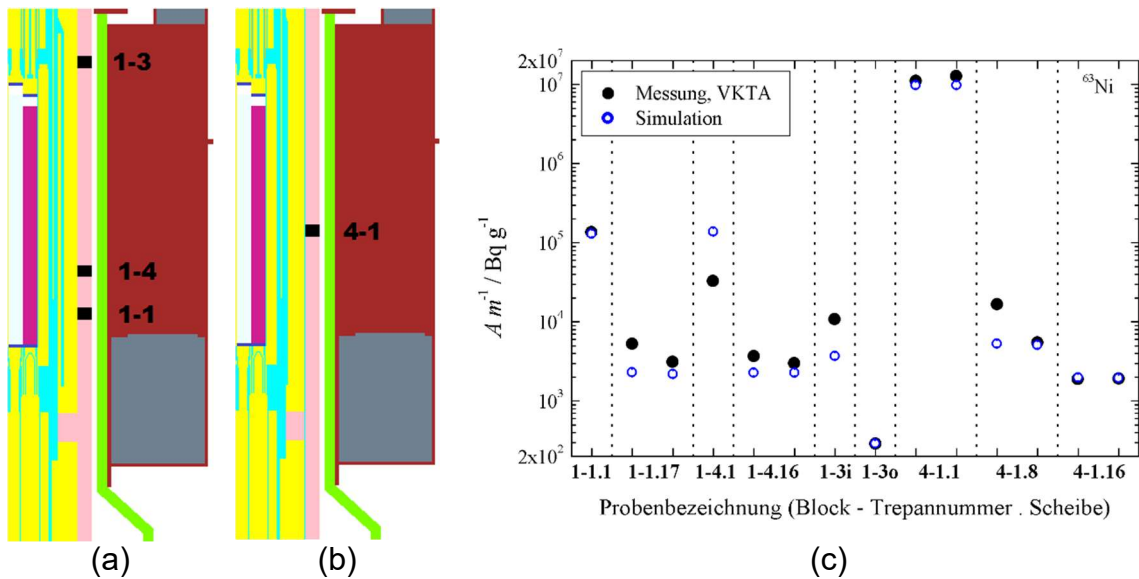 1-3
1-4
1-1
(a)
4-1
(b)
2x10⁷
10⁷
10⁶
10⁵
10⁴
10³
2x10²
A m⁻¹ / Bq g⁻¹
Messung, VKTA
Simulation
⁶³Ni
1-1.1 1-1.17 1-4.1 1-4.16 1-3i 1-3o 4-1.1 4-1.8 4-1.16
Probenbezeichnung (Block - Trepannummer . Scheibe)
(c)